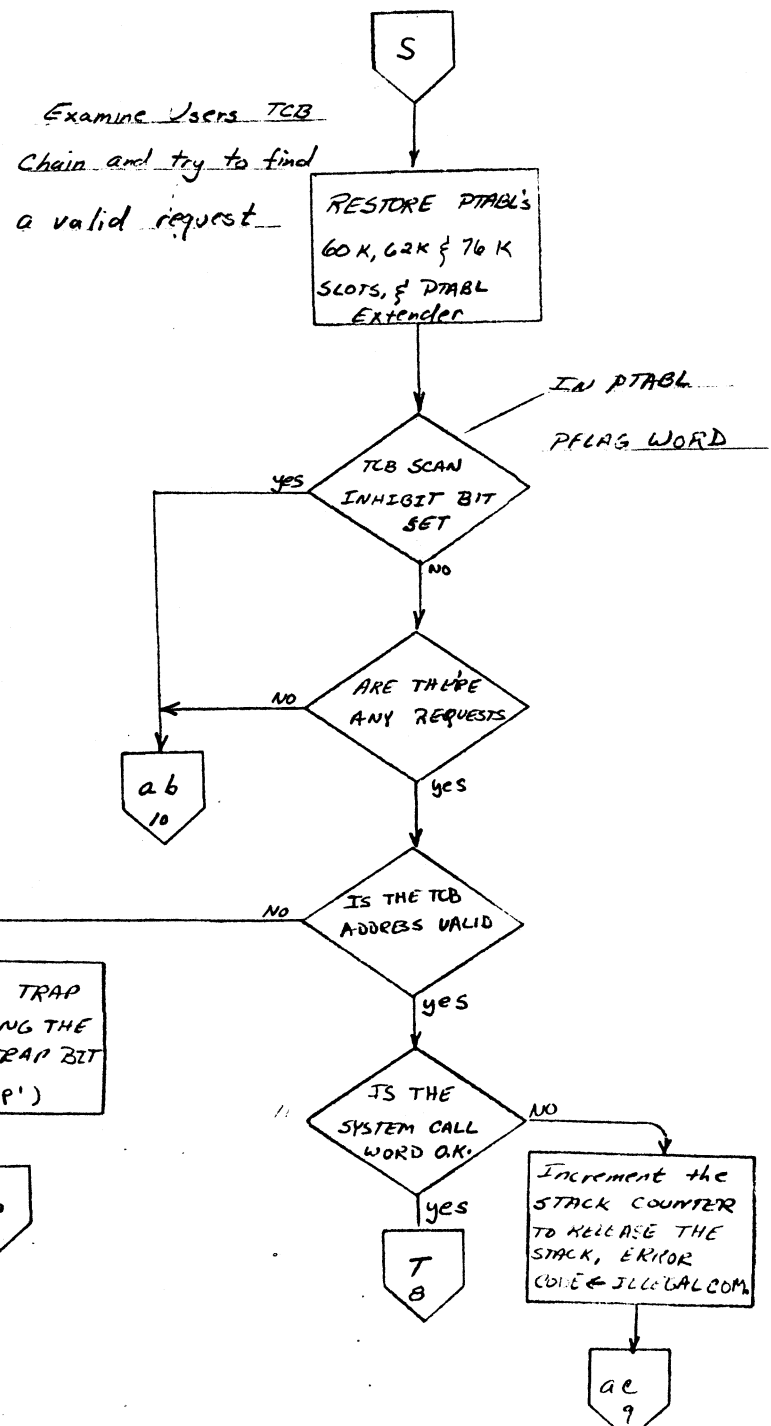 S
Examine Users TCB
Chain and try to find
a valid request
RESTORE PTABL's
60 K, 62K & 76 K
SLOTS, & PTABL
Extender
IN PTABL
PFLAG WORD
TCB SCAN
INHIBIT BIT
SET
yes
NO
ARE THERE
ANY REQUESTS
NO
yes
ab
10
IS THE TCB
ADDRESS VALID
NO
yes
TRAP
NG THE
TRAP BIT
P')
IS THE
SYSTEM CALL
WORD O.K.
NO
yes
Increment the
STACK COUNTER
TO RELEASE THE
STACK, ERROR
CODE ← ILLEGAL COM.
T
8
9